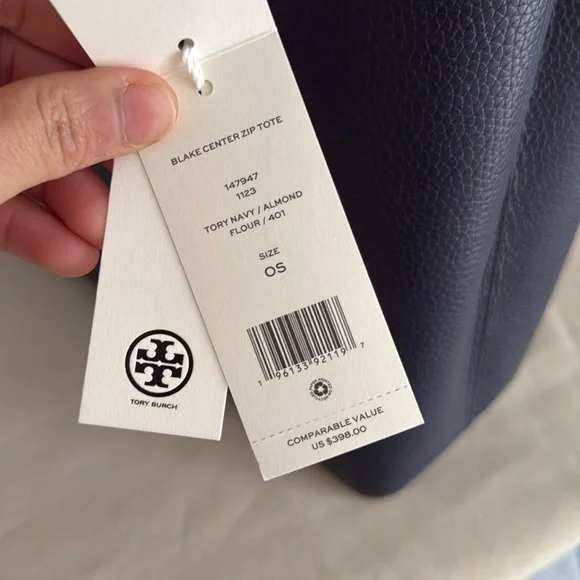 BLAKE CENTER ZIP TOTE
147947
1123
TORY NAVY / ALMOND
FLOUR / 401
SIZE
OS
1 96133 92119 7
COMPARABLE VALUE
US $398.00
TORY BURCH